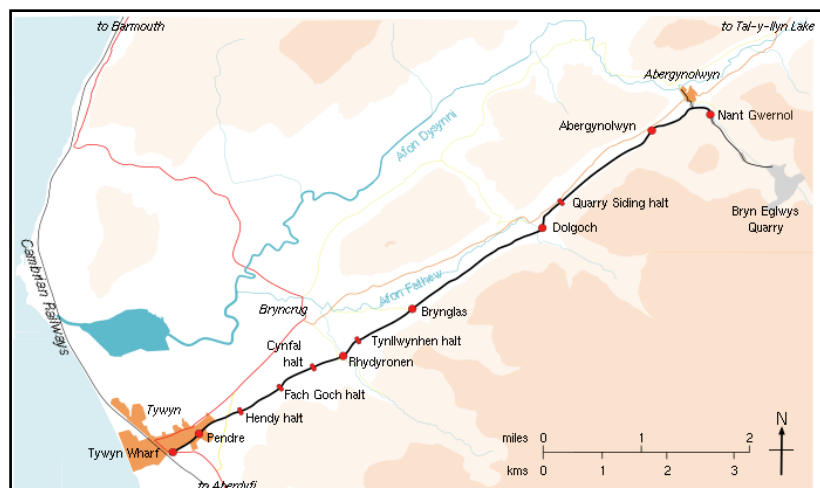 to Barmouth
to Tal-y-llyn Lake
Abergynolwyn
Nant Gwernol
Abergynolwyn
Afon Dysynni
Quarry Siding halt
Bryn Eglwys
Quarry
Dolgoch
Cambrian Railways
Afon Fathew
Bryncrug
Brynglas
Tynllwynhen halt
Cynfal
halt
Rhydyronen
Fach Goch halt
Tywyn
Hendy halt
Pendre
Tywyn Wharf
to Aberdyfi
miles 0 1 2
kms 0 1 2 3
N